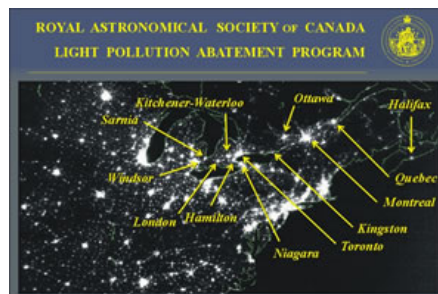 ROYAL ASTRONOMICAL SOCIETY OF CANADA
LIGHT POLLUTION ABATEMENT PROGRAM
Kitchener-Waterloo
Ottawa
Halifax
Sarnia
Windsor
Quebec
London
Hamilton
Montreal
Kingston
Niagara
Toronto